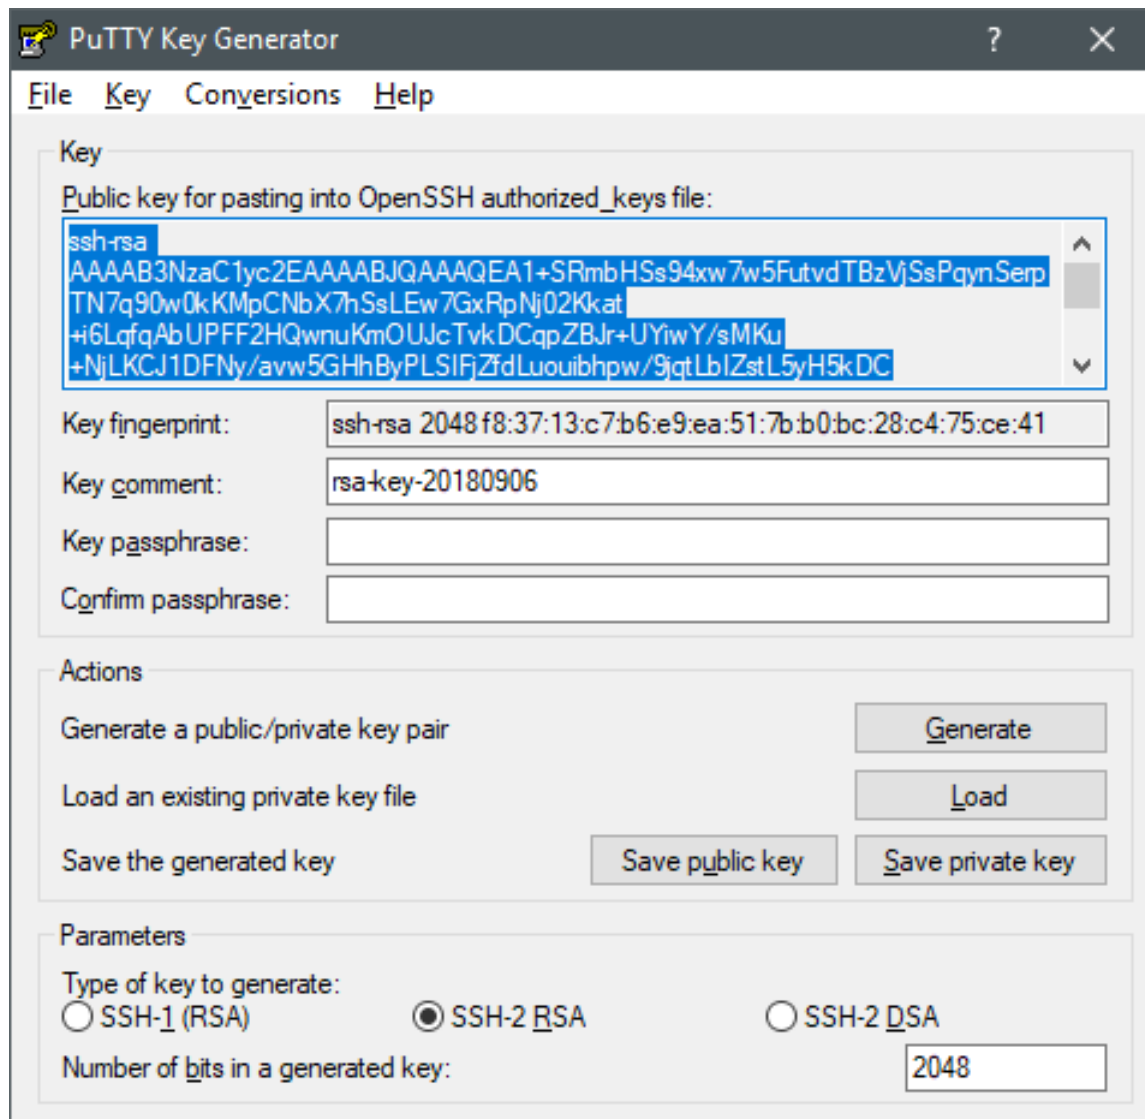 PuTTY Key Generator ?
File Key Conversions Help
Key
Public key for pasting into OpenSSH authorized_keys file:
ssh-rsa
AAAAB3NzaC1yc2EAAAABJQAAAQEA1+SRmbHSs94xw7w5FutvdTBzVjSsPqynSerp
TN7q90w0kKMpCNbX7hSsLEw7GxRpNj02Kkat
+i6LqfqAbUPFF2HQwnuKmOUJcTvkDCqpZBJr+UYiwY/sMKu
+NjLKCJ1DFNy/avw5GHhByPLSIFjZfdLuouibhpw/9jqtLbIZstL5yH5kDC
Key fingerprint: ssh-rsa 2048 f8:37:13:c7:b6:e9:ea:51:7b:b0:bc:28:c4:75:ce:41
Key comment: rsa-key-20180906
Key passphrase:
Confirm passphrase:
Actions
Generate a public/private key pair Generate
Load an existing private key file Load
Save the generated key Save public key Save private key
Parameters
Type of key to generate:
SSH-1 (RSA) SSH-2 RSA SSH-2 DSA
Number of bits in a generated key: 2048